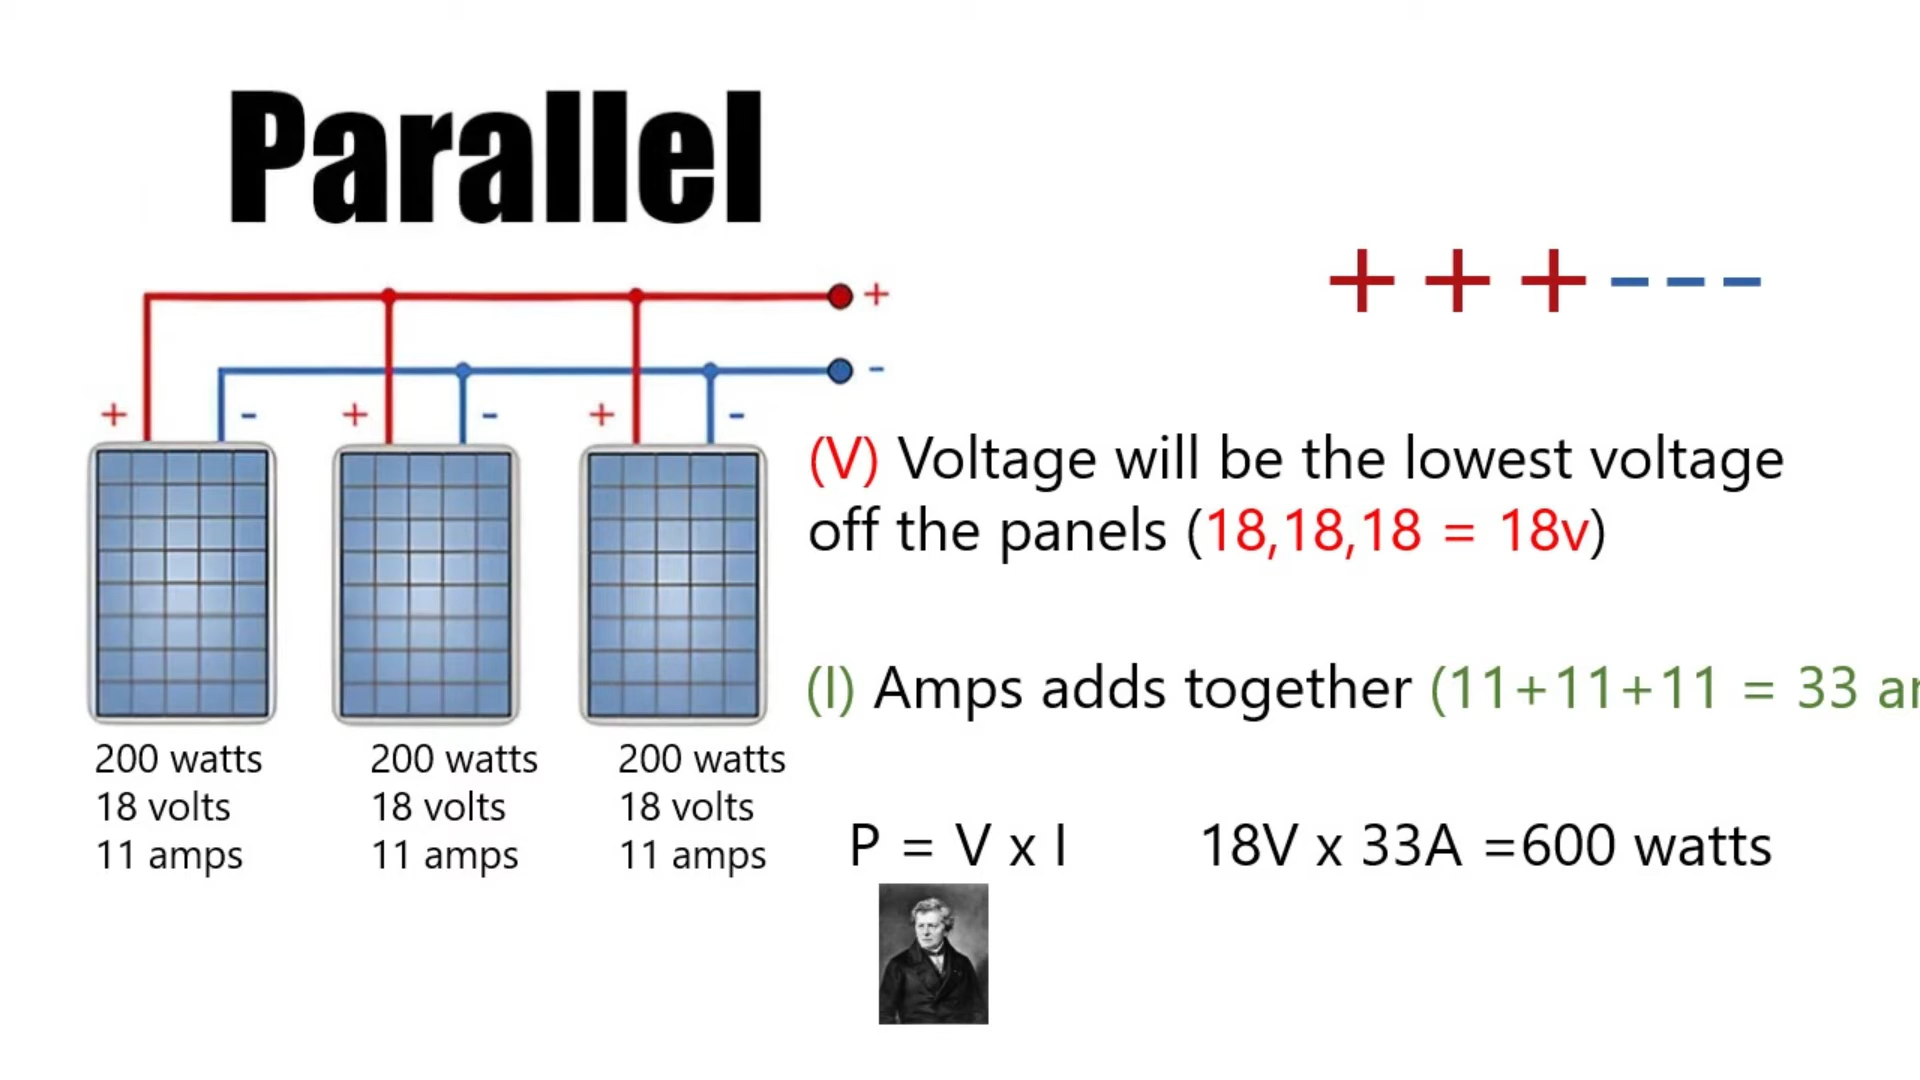 Parallel
+
-
+ + + - - -
+ - + - + -
(V) Voltage will be the lowest voltage
off the panels (18,18,18 = 18v)
(I) Amps adds together (11+11+11 = 33
200 watts
18 volts
11 amps
200 watts
18 volts
11 amps
200 watts
18 volts
11 amps
P = V x I
18V x 33A =600 watts